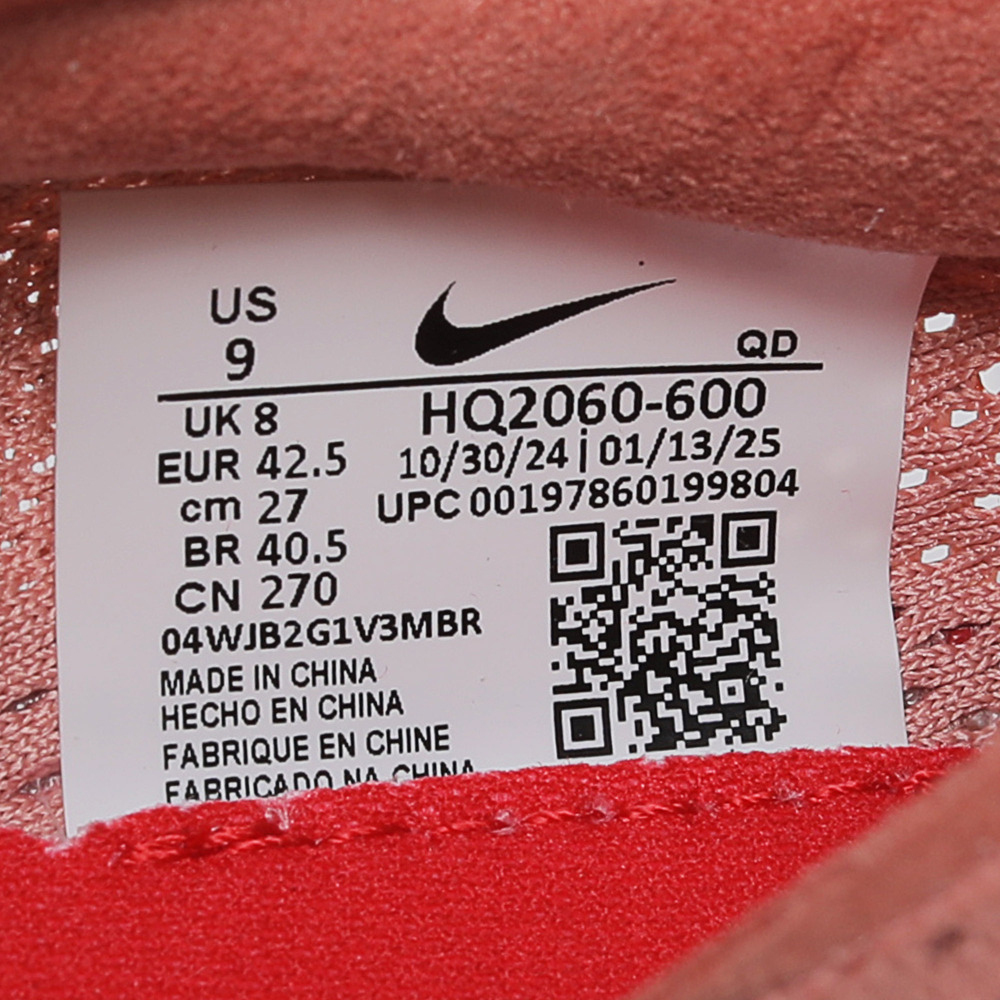 US
9
QD
UK 8
HQ2060-600
EUR 42.5
10/30/24 | 01/13/25
cm 27
UPC 00197860199804
BR 40.5
CN 270
04WJB2G1V3MBR
MADE IN CHINA
HECHO EN CHINA
FABRIQUE EN CHINE
FABRICADO NA CHINA